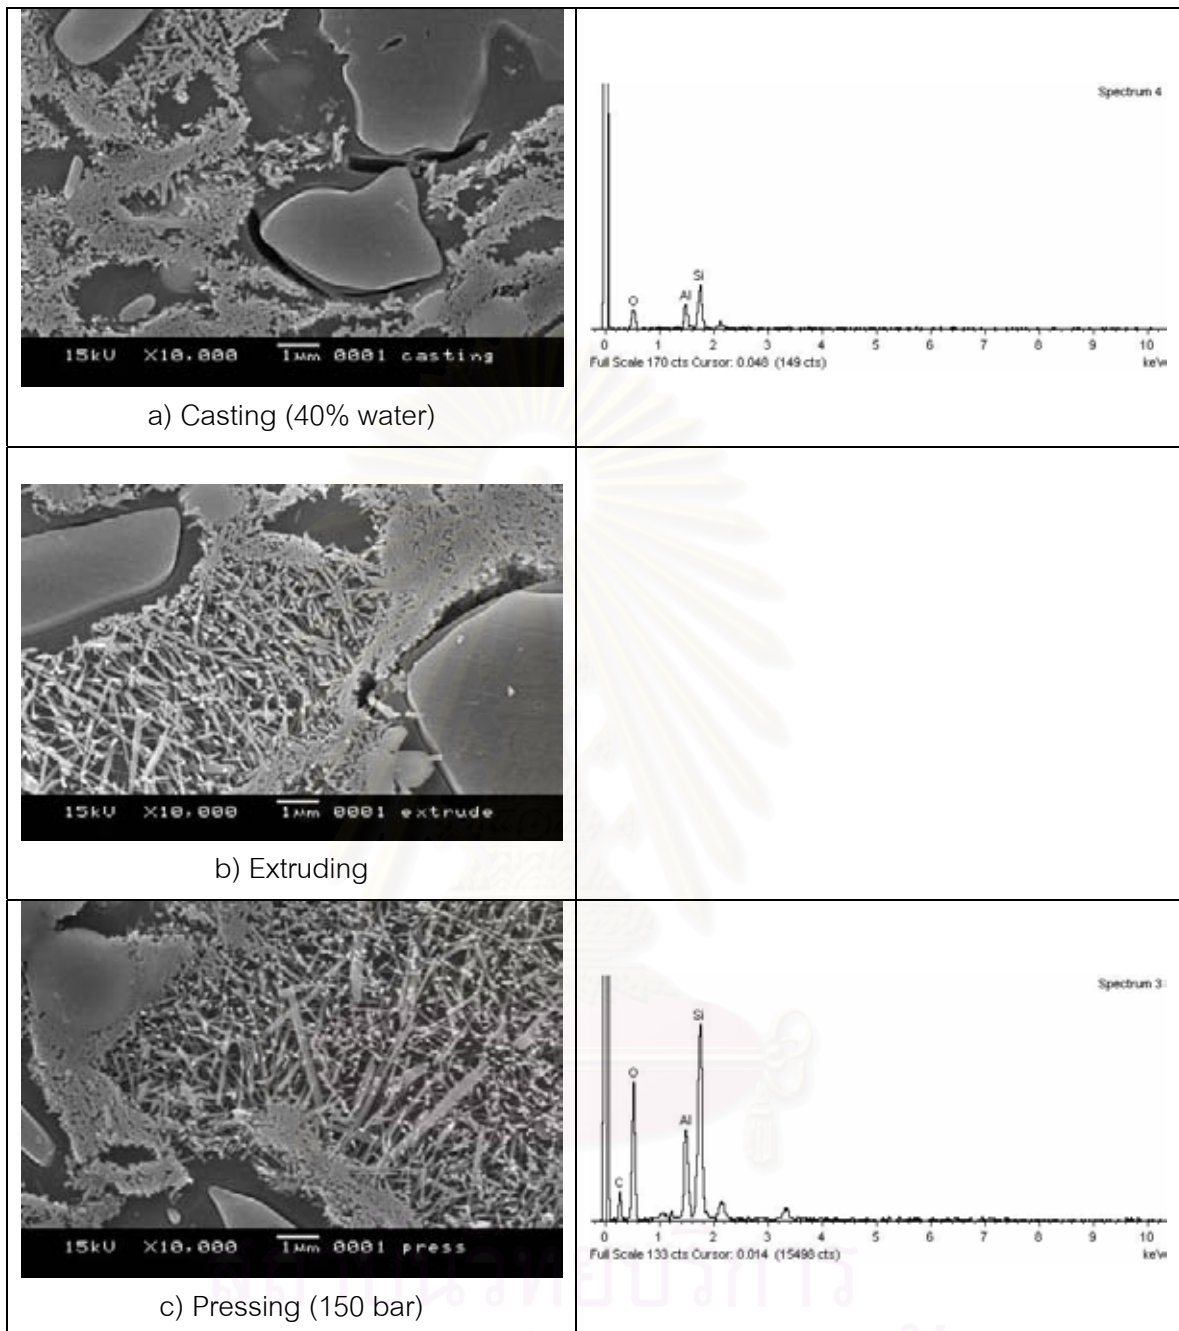 15kU X10,000 1µm 0001 casting
a) Casting (40% water)
Spectrum 4
O Al Si
0 1 2 3 4 5 6 7 8 9 10
Full Scale 170 cts Cursor: 0.048 (149 cts) keV
15kU X10,000 1µm 0001 extrude
b) Extruding
15kU X10,000 1µm 0001 press
c) Pressing (150 bar)
Spectrum 3
C O Al Si
0 1 2 3 4 5 6 7 8 9 10
Full Scale 133 cts Cursor: 0.014 (15498 cts) keV